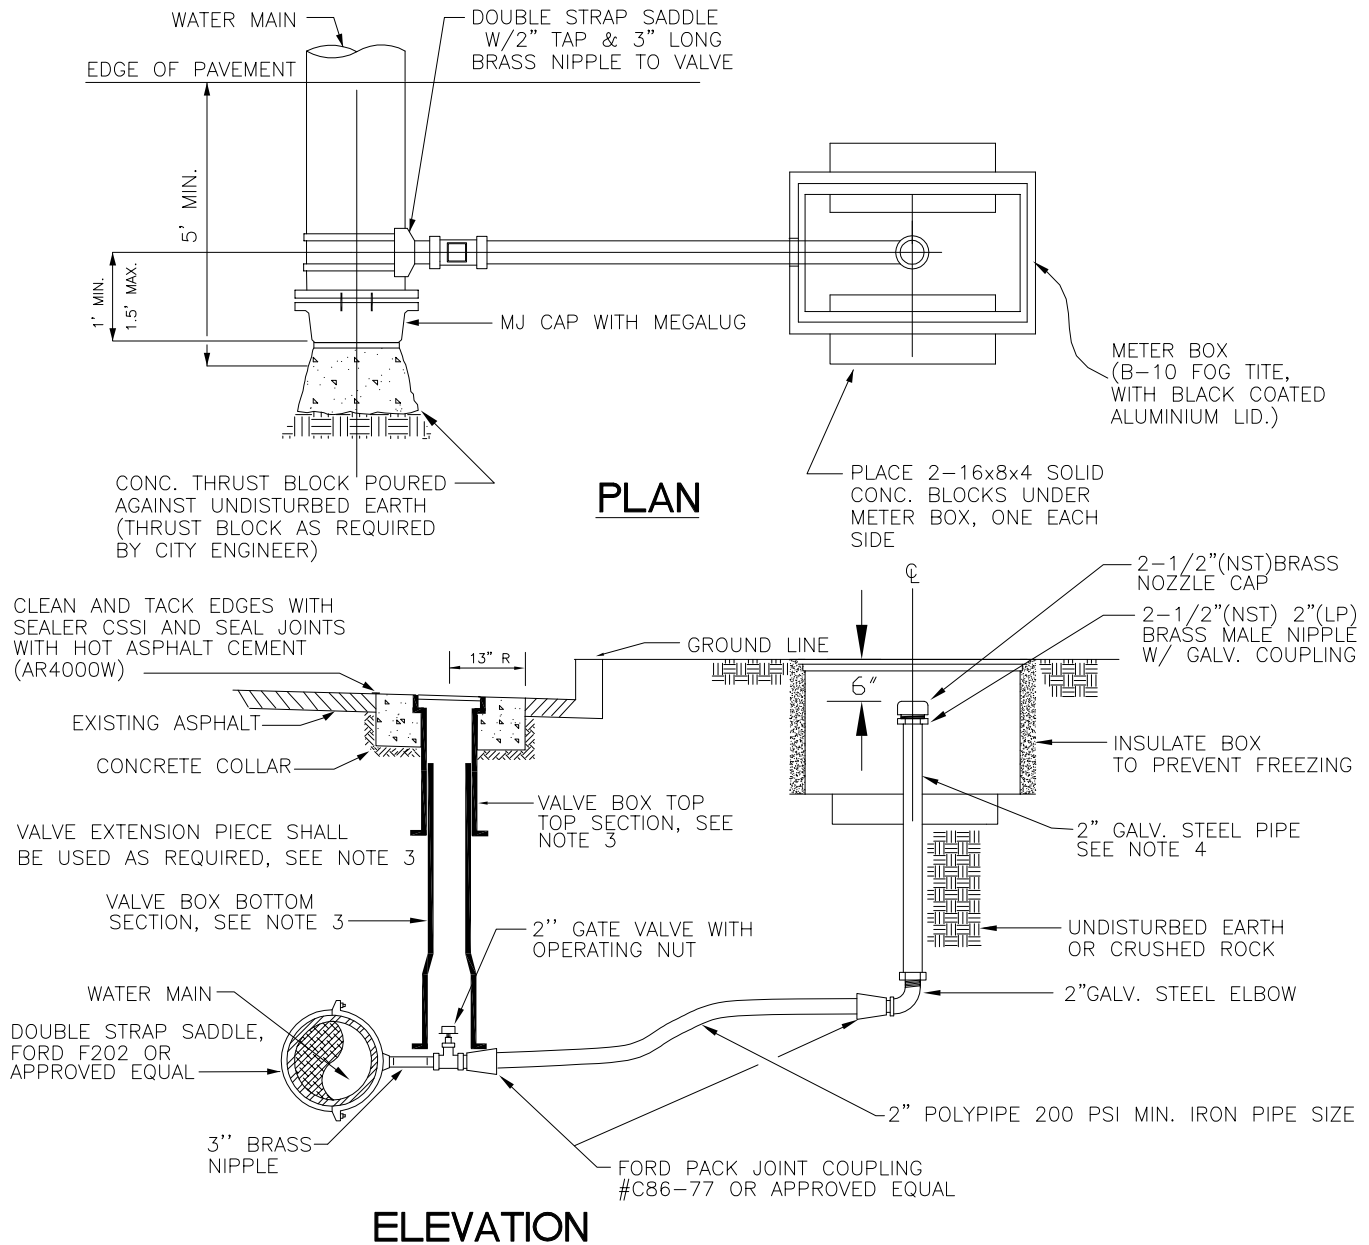 WATER MAIN
DOUBLE STRAP SADDLE
W/2" TAP & 3" LONG
BRASS NIPPLE TO VALVE
EDGE OF PAVEMENT
5' MIN.
1' MIN.
1.5' MAX.
MJ CAP WITH MEGALUG
METER BOX
(B-10 FOG TITE,
WITH BLACK COATED
ALUMINIUM LID.)
CONC. THRUST BLOCK POURED
AGAINST UNDISTURBED EARTH
(THRUST BLOCK AS REQUIRED
BY CITY ENGINEER)
PLAN
PLACE 2-16x8x4 SOLID
CONC. BLOCKS UNDER
METER BOX, ONE EACH
SIDE
CLEAN AND TACK EDGES WITH
SEALER CSSI AND SEAL JOINTS
WITH HOT ASPHALT CEMENT
(AR4000W)
13" R
GROUND LINE
℄
6"
2-1/2"(NST)BRASS
NOZZLE CAP
2-1/2"(NST) 2"(LP)
BRASS MALE NIPPLE
W/ GALV. COUPLING
EXISTING ASPHALT
CONCRETE COLLAR
INSULATE BOX
TO PREVENT FREEZING
VALVE BOX TOP
TOP SECTION, SEE
NOTE 3
VALVE EXTENSION PIECE SHALL
BE USED AS REQUIRED, SEE NOTE 3
2" GALV. STEEL PIPE
SEE NOTE 4
VALVE BOX BOTTOM
SECTION, SEE NOTE 3
2'' GATE VALVE WITH
OPERATING NUT
UNDISTURBED EARTH
OR CRUSHED ROCK
WATER MAIN
2"GALV. STEEL ELBOW
DOUBLE STRAP SADDLE,
FORD F202 OR
APPROVED EQUAL
2" POLYPIPE 200 PSI MIN. IRON PIPE SIZE
3'' BRASS
NIPPLE
FORD PACK JOINT COUPLING
#C86-77 OR APPROVED EQUAL
ELEVATION